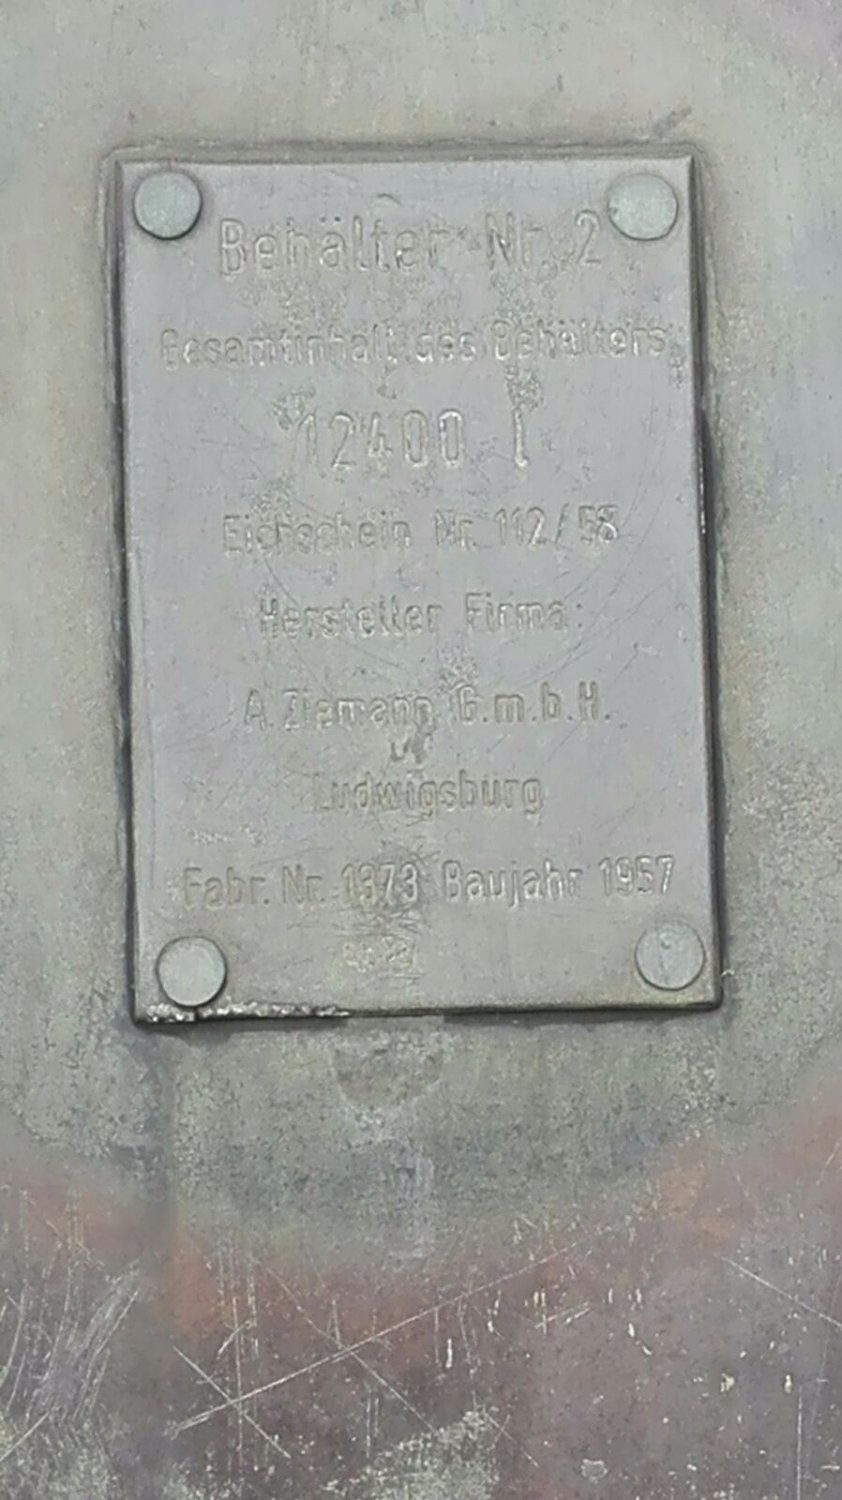 Behälter Nr. 2
Gesamtinhalt des Behälters
12400 l
Eichschein Nr. 112/58
Hersteller Firma:
A. Ziemann G.m.b.H.
Ludwigsburg
Fabr. Nr. 1373 Baujahr 1957